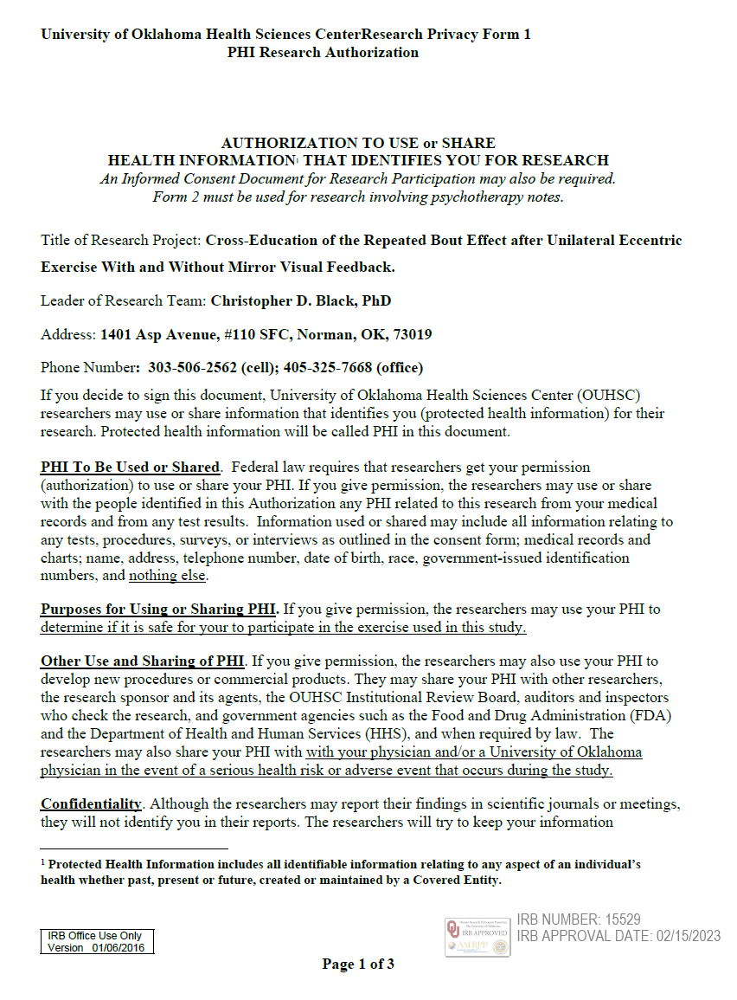 University of Oklahoma Health Sciences CenterResearch Privacy Form 1
PHI Research Authorization
AUTHORIZATION TO USE or SHARE
HEALTH INFORMATION1 THAT IDENTIFIES YOU FOR RESEARCH
An Informed Consent Document for Research Participation may also be required.
Form 2 must be used for research involving psychotherapy notes.
Title of Research Project: Cross-Education of the Repeated Bout Effect after Unilateral Eccentric
Exercise With and Without Mirror Visual Feedback.
Leader of Research Team: Christopher D. Black, PhD
Address: 1401 Asp Avenue, #110 SFC, Norman, OK, 73019
Phone Number: 303-506-2562 (cell); 405-325-7668 (office)
If you decide to sign this document, University of Oklahoma Health Sciences Center (OUHSC)
researchers may use or share information that identifies you (protected health information) for their
research. Protected health information will be called PHI in this document.
PHI To Be Used or Shared. Federal law requires that researchers get your permission
(authorization) to use or share your PHI. If you give permission, the researchers may use or share
with the people identified in this Authorization any PHI related to this research from your medical
records and from any test results. Information used or shared may include all information relating to
any tests, procedures, surveys, or interviews as outlined in the consent form; medical records and
charts; name, address, telephone number, date of birth, race, government-issued identification
numbers, and nothing else.
Purposes for Using or Sharing PHI. If you give permission, the researchers may use your PHI to
determine if it is safe for your to participate in the exercise used in this study.
Other Use and Sharing of PHI. If you give permission, the researchers may also use your PHI to
develop new procedures or commercial products. They may share your PHI with other researchers,
the research sponsor and its agents, the OUHSC Institutional Review Board, auditors and inspectors
who check the research, and government agencies such as the Food and Drug Administration (FDA)
and the Department of Health and Human Services (HHS), and when required by law. The
researchers may also share your PHI with with your physician and/or a University of Oklahoma
physician in the event of a serious health risk or adverse event that occurs during the study.
Confidentiality. Although the researchers may report their findings in scientific journals or meetings,
they will not identify you in their reports. The researchers will try to keep your information
1 Protected Health Information includes all identifiable information relating to any aspect of an individual's
health whether past, present or future, created or maintained by a Covered Entity.
IRB Office Use Only
Version 01/06/2016
IRB APPROVED
AAHRPP
IRB NUMBER: 15529
IRB APPROVAL DATE: 02/15/2023
Page 1 of 3